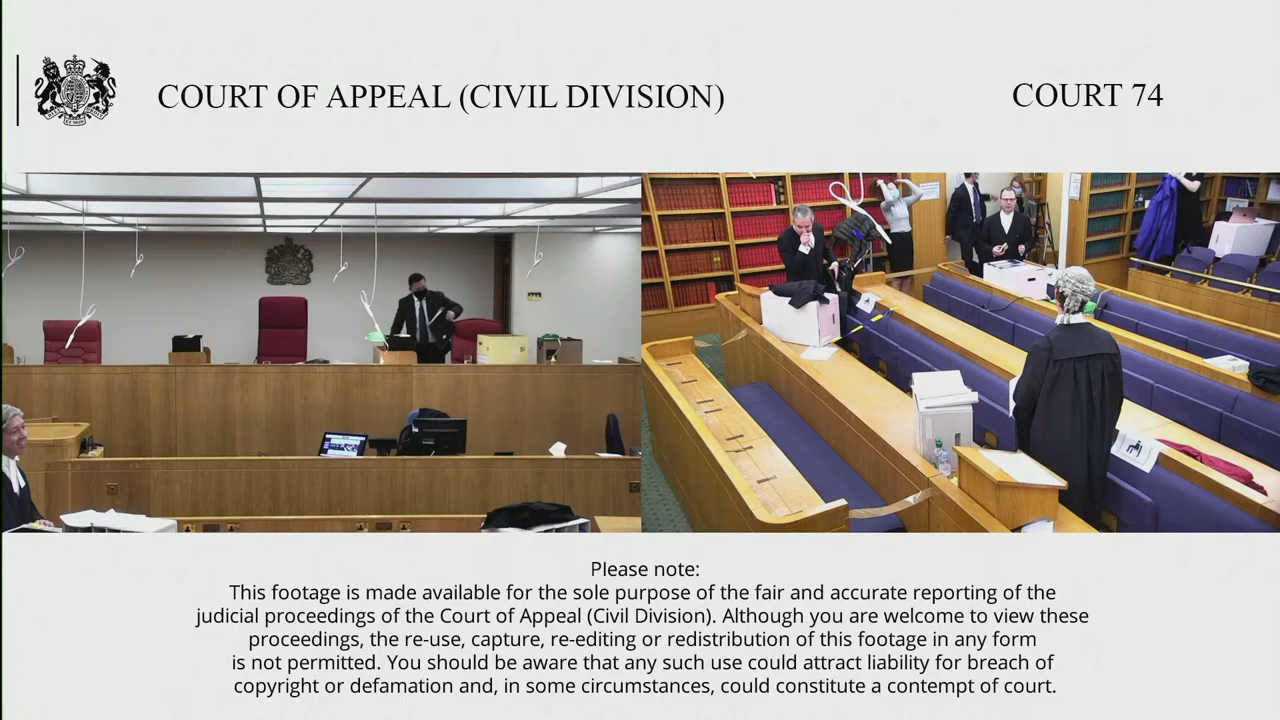 COURT OF APPEAL (CIVIL DIVISION)
COURT 74
Please note:
This footage is made available for the sole purpose of the fair and accurate reporting of the
judicial proceedings of the Court of Appeal (Civil Division). Although you are welcome to view these
proceedings, the re-use, capture, re-editing or redistribution of this footage in any form
is not permitted. You should be aware that any such use could attract liability for breach of
copyright or defamation and, in some circumstances, could constitute a contempt of court.